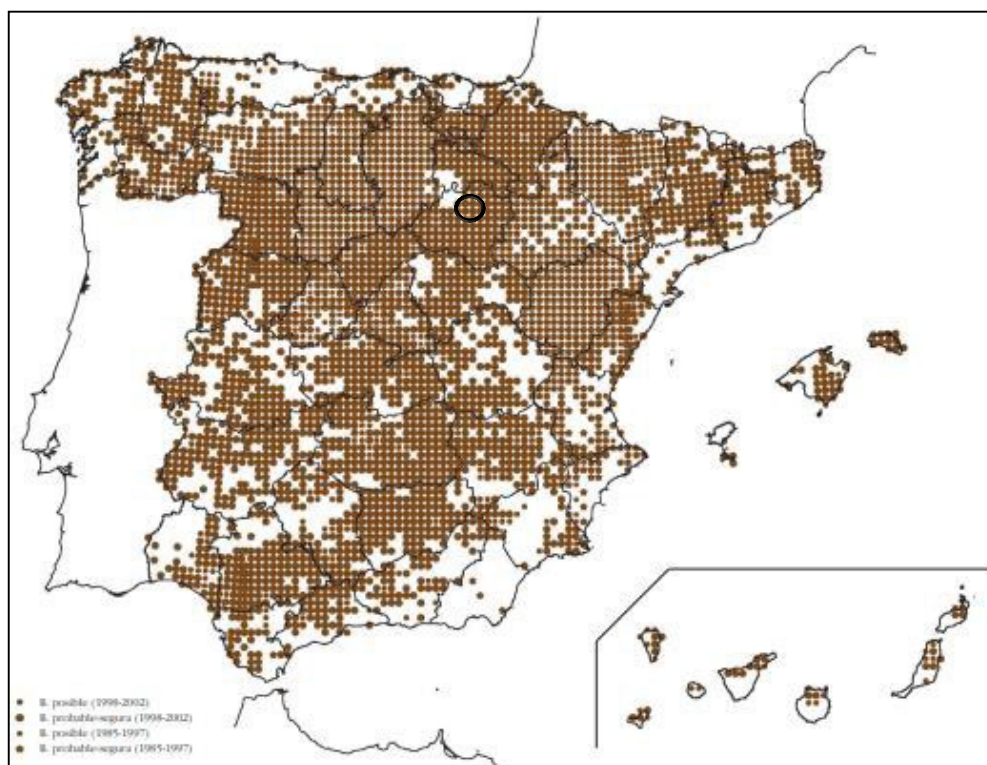 B. posible (1998-2002)
B. probable-segura (1998-2002)
B. posible (1985-1997)
B. probable-segura (1985-1997)